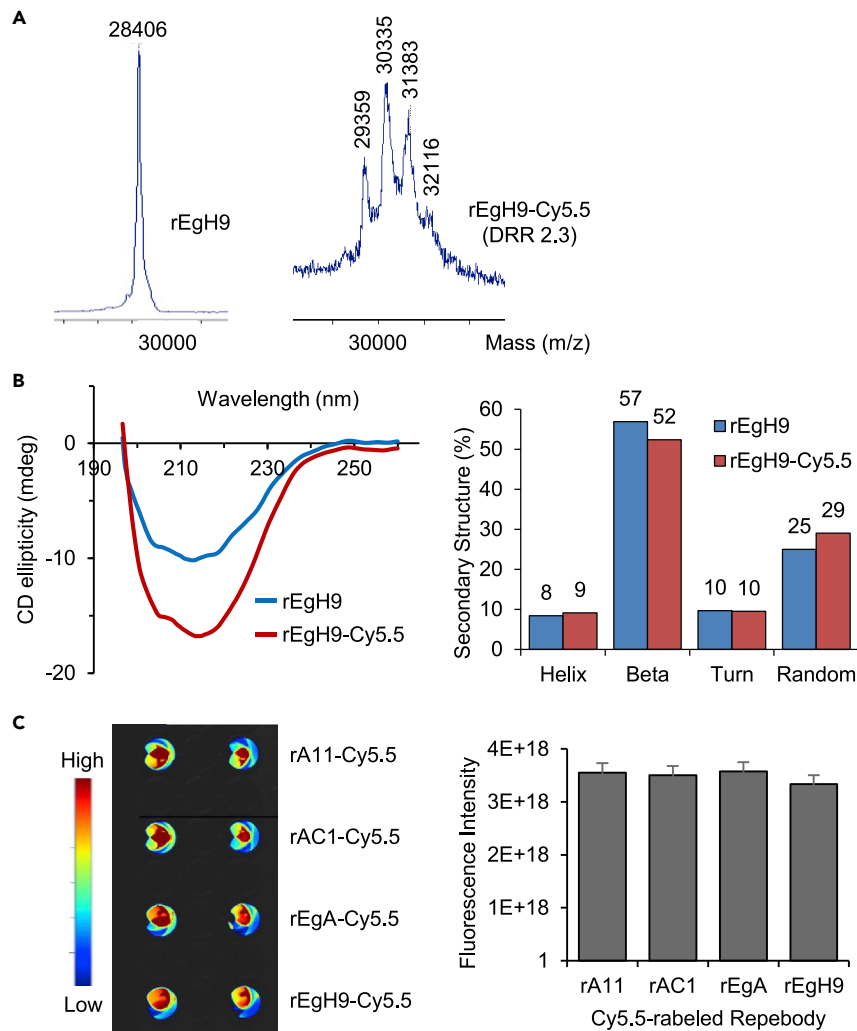 A
28406
rEgH9
30000
29359
30335
31383
32116
rEgH9-Cy5.5
(DRR 2.3)
30000
Mass (m/z)
B
Wavelength (nm)
CD ellipticity (mdeg)
0
-10
-20
190
210
230
250
rEgH9
rEgH9-Cy5.5
Secondary Structure (%)
60
50
40
30
20
10
0
8
9
57
52
10
10
25
29
rEgH9
rEgH9-Cy5.5
Helix
Beta
Turn
Random
C
High
Low
rA11-Cy5.5
rAC1-Cy5.5
rEgA-Cy5.5
rEgH9-Cy5.5
Fluorescence Intensity
4E+18
3E+18
2E+18
1E+18
1
rA11
rAC1
rEgA
rEgH9
Cy5.5-labeled Repebody